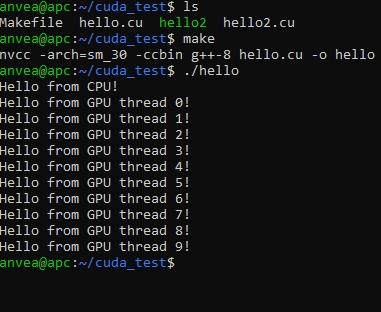 anvea@apc:~/cuda_test$ ls
Makefile  hello.cu  hello2  hello2.cu
anvea@apc:~/cuda_test$ make
nvcc -arch=sm_30 -ccbin g++-8 hello.cu -o hello
anvea@apc:~/cuda_test$ ./hello
Hello from CPU!
Hello from GPU thread 0!
Hello from GPU thread 1!
Hello from GPU thread 2!
Hello from GPU thread 3!
Hello from GPU thread 4!
Hello from GPU thread 5!
Hello from GPU thread 6!
Hello from GPU thread 7!
Hello from GPU thread 8!
Hello from GPU thread 9!
anvea@apc:~/cuda_test$